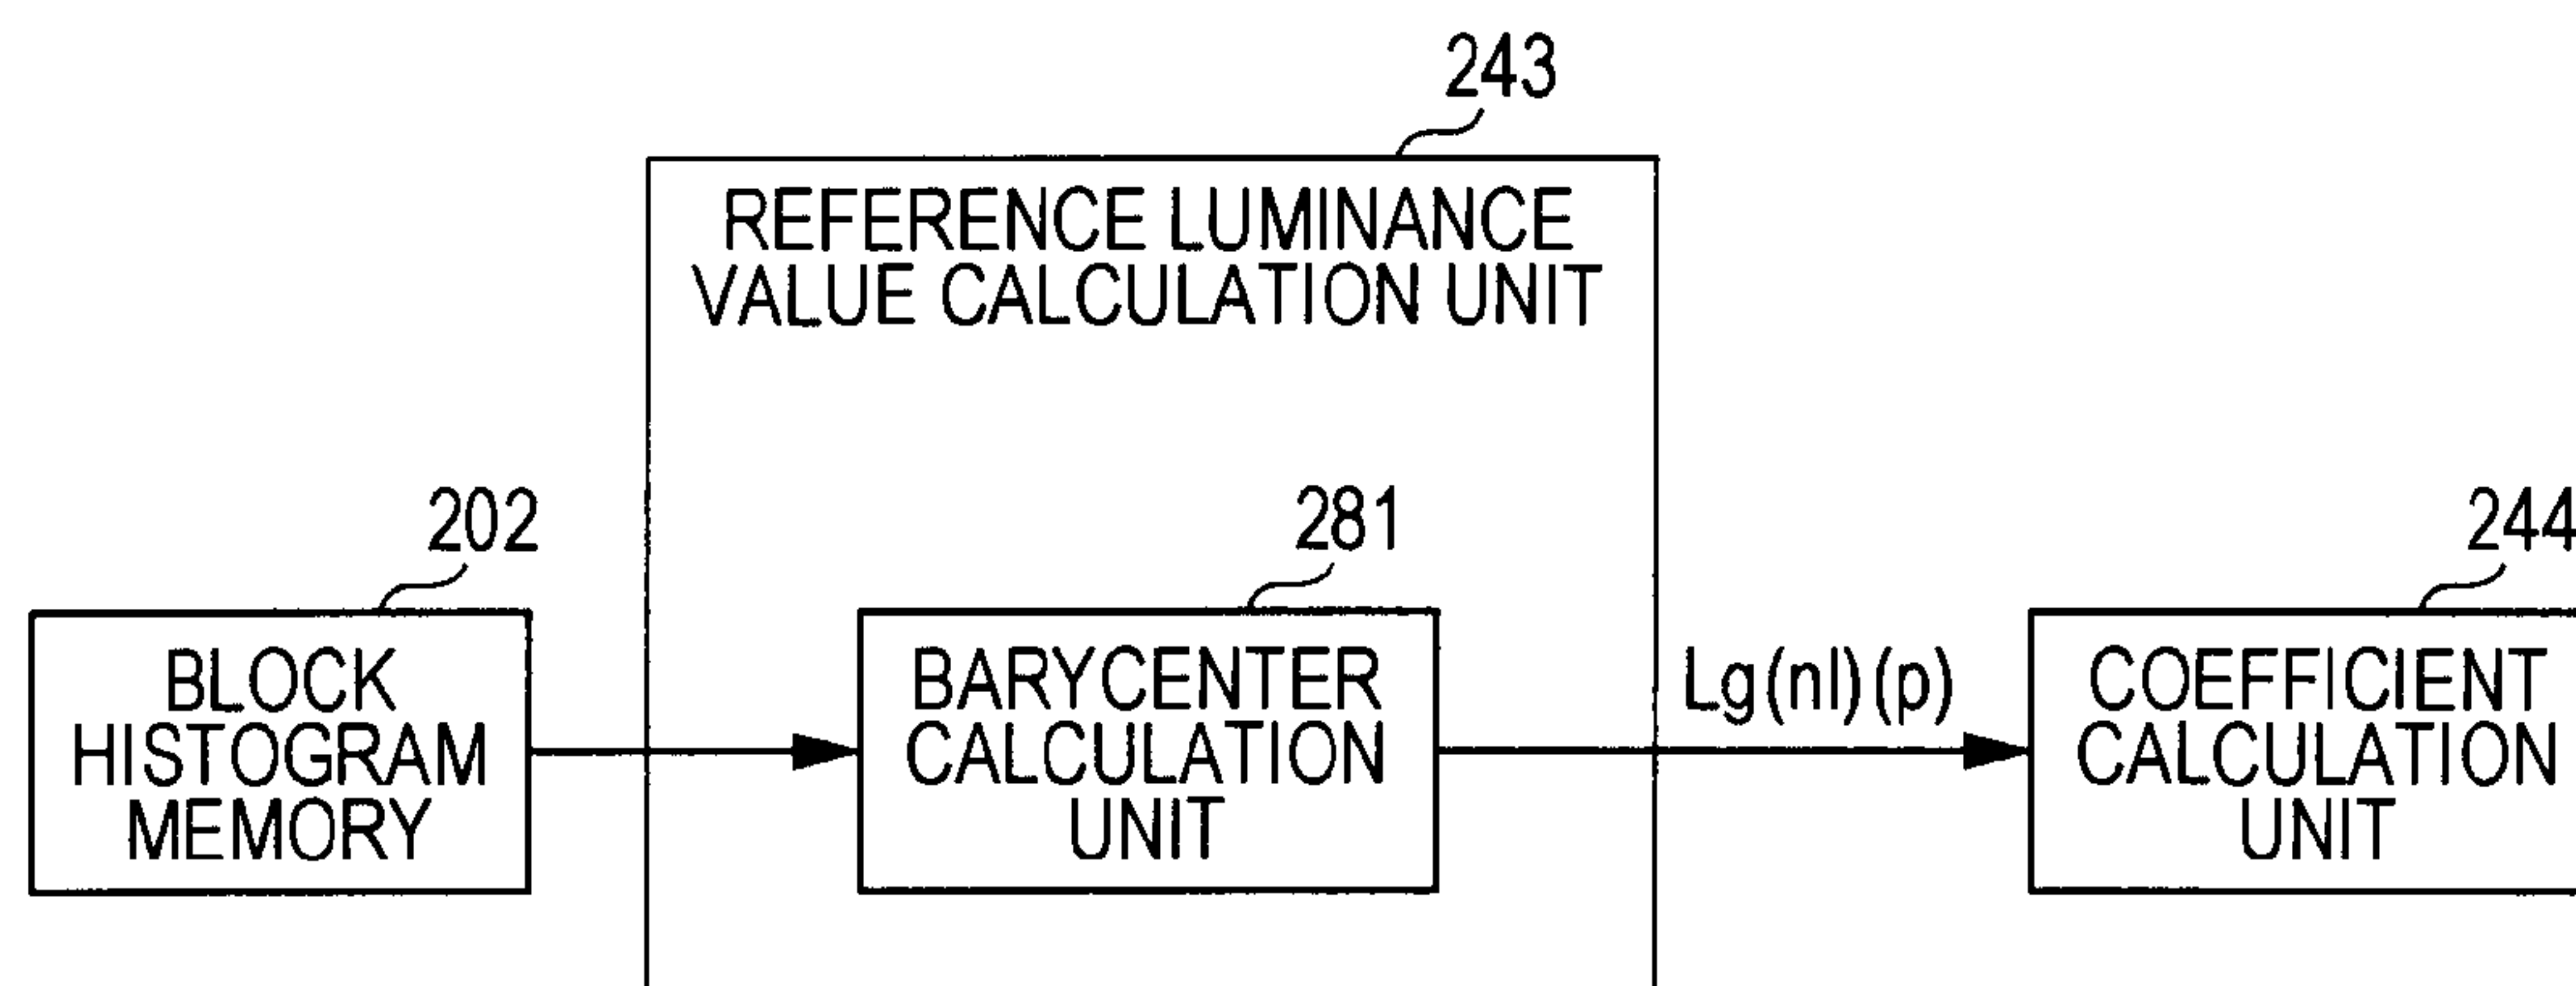 243
REFERENCE LUMINANCE
VALUE CALCULATION UNIT
202
281
244
BLOCK
HISTOGRAM
MEMORY
BARYCENTER
CALCULATION
UNIT
Lg(nl)(p)
COEFFICIENT
CALCULATION
UNIT